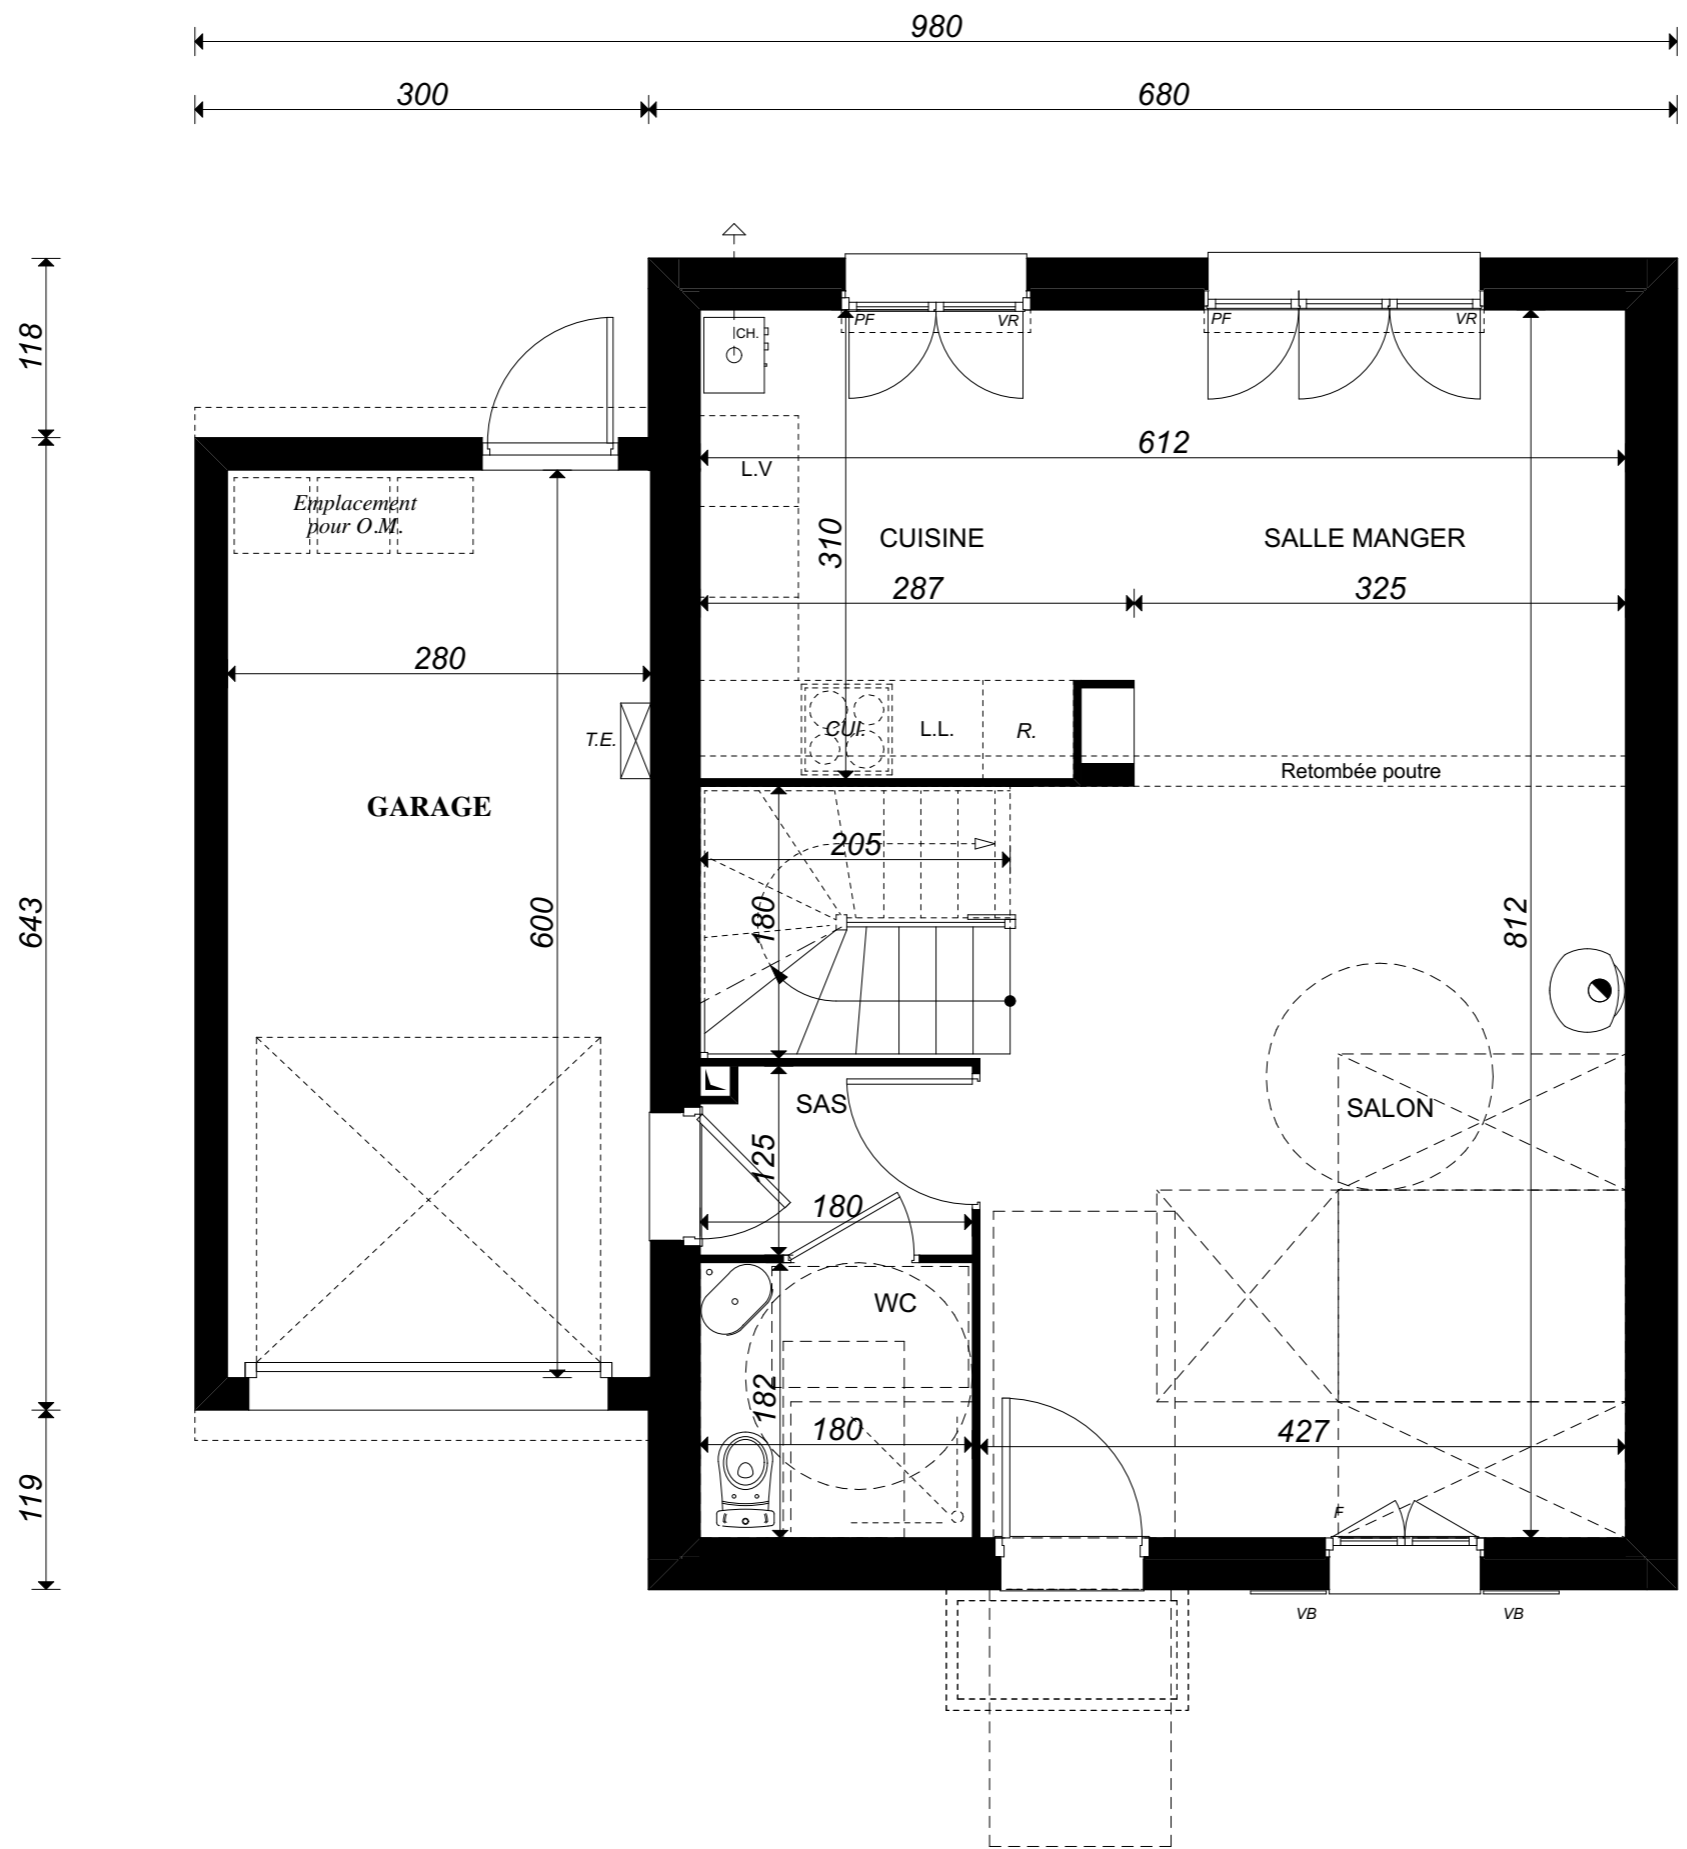 980
300
680
118
CH.
PF
VR
PF
VR
612
L.V
Emplacement
pour O.M.
310
CUISINE
SALLE MANGER
287
325
280
T.E.
CUI.
L.L.
R.
Retombée poutre
GARAGE
205
643
600
180
812
SAS
SALON
125
180
WC
182
180
427
119
F
VB
VB